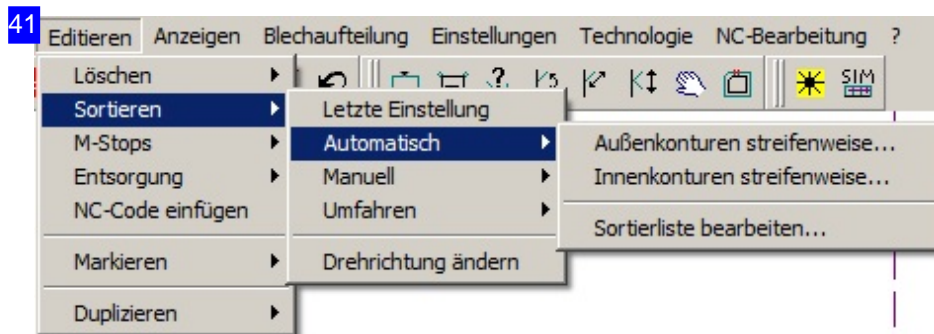 41
Editieren Anzeigen Blechaufteilung Einstellungen Technologie NC-Bearbeitung ?
Löschen
SIM
Sortieren
Letzte Einstellung
M-Stops
Automatisch
Außenkonturen streifenweise...
Entsorgung
Manuell
Innenkonturen streifenweise...
NC-Code einfügen
Umfahren
Sortierliste bearbeiten...
Markieren
Drehrichtung ändern
Duplizieren